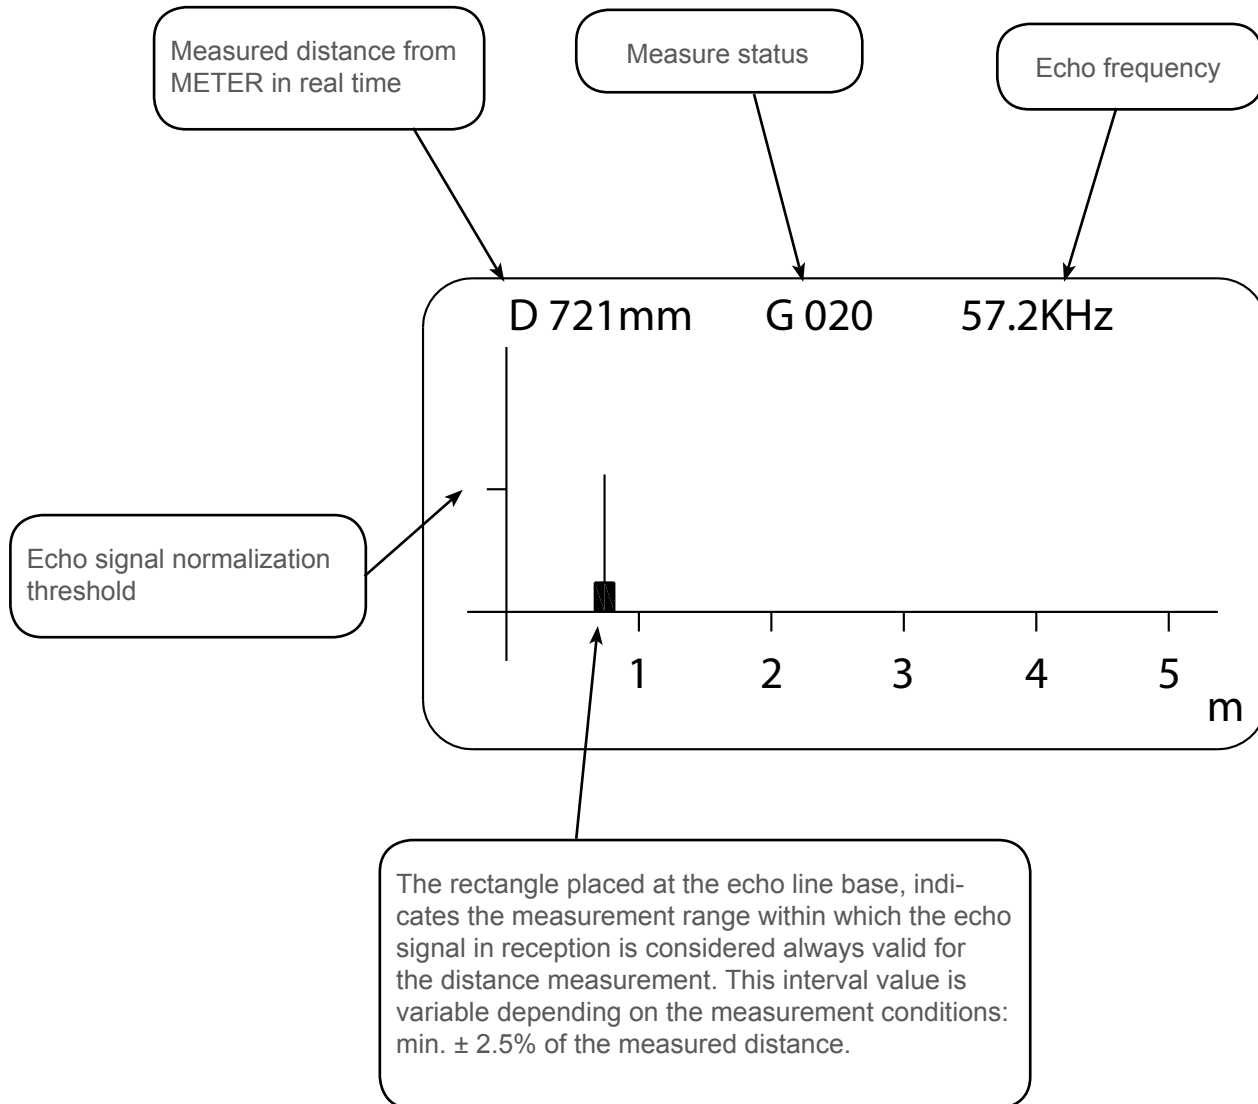 Measured distance from
METER in real time
Measure status
Echo frequency
D 721mm G 020 57.2KHz
Echo signal normalization
threshold
1 2 3 4 5
m
The rectangle placed at the echo line base, indi-
cates the measurement range within which the echo
signal in reception is considered always valid for
the distance measurement. This interval value is
variable depending on the measurement conditions:
min. ± 2.5% of the measured distance.